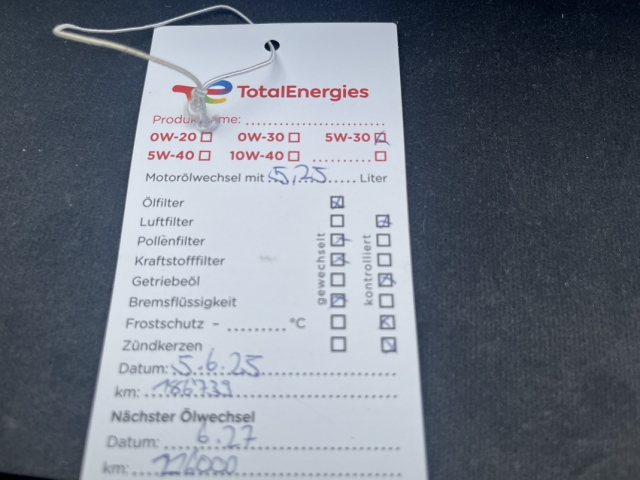 TotalEnergies
Produktname: ........................
0W-20 ☐ 0W-30 ☐ 5W-30 ☒
5W-40 ☐ 10W-40 ☐ ............ ☐
Motorölwechsel mit 5,25 Liter
gewechselt kontrolliert
Ölfilter ☒
Luftfilter ☐ ☒
Pollenfilter ☒ ☐
Kraftstofffilter ☒ ☐
Getriebeöl ☐ ☒
Bremsflüssigkeit ☒ ☐
Frostschutz – ......... °C ☐ ☒
Zündkerzen ☐ ☒
Datum: 5.6.25
km: 186739
Nächster Ölwechsel
Datum: 6.27
km: 226000